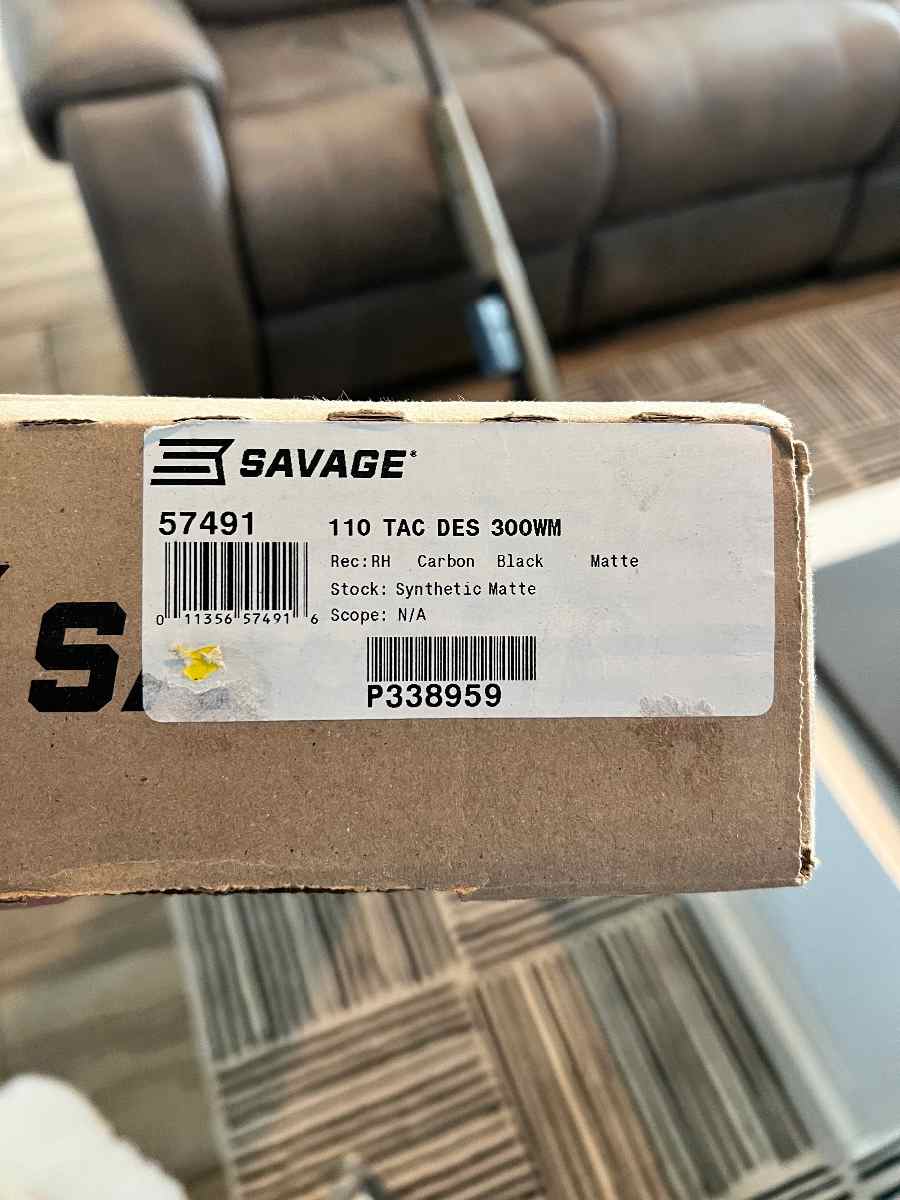 SAVAGE®
57491
110 TAC DES 300WM
Rec:RH Carbon Black Matte
Stock: Synthetic Matte
Scope: N/A
0 11356 57491 6
P338959
SA